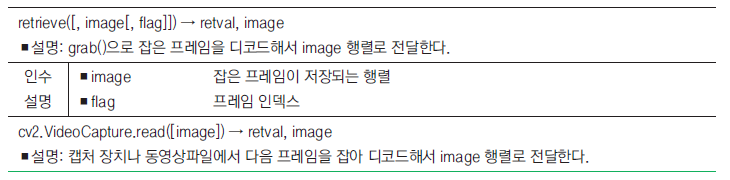 retrieve([, image[, flag]]) → retval, image
■ 설명: grab()으로 잡은 프레임을 디코드해서 image 행렬로 전달한다.
인수 ■ image 잡은 프레임이 저장되는 행렬
설명 ■ flag 프레임 인덱스
cv2.VideoCapture.read([image]) → retval, image
■ 설명: 캡처 장치나 동영상파일에서 다음 프레임을 잡아 디코드해서 image 행렬로 전달한다.